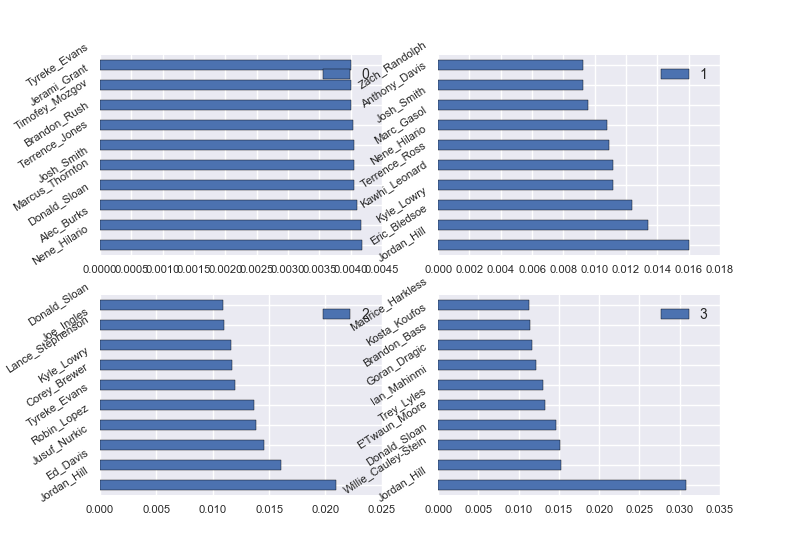 Tyreke_Evans
Jerami_Grant
Timofey_Mozgov
Brandon_Rush
Terrence_Jones
Josh_Smith
Marcus_Thornton
Donald_Sloan
Alec_Burks
Nene_Hilario
0
0.0000 0.0005 0.0010 0.0015 0.0020 0.0025 0.0030 0.0035 0.0040 0.0045
Zach_Randolph
Anthony_Davis
Josh_Smith
Marc_Gasol
Nene_Hilario
Terrence_Ross
Kawhi_Leonard
Kyle_Lowry
Eric_Bledsoe
Jordan_Hill
1
0.000 0.002 0.004 0.006 0.008 0.010 0.012 0.014 0.016 0.018
Donald_Sloan
Joe_Ingles
Lance_Stephenson
Kyle_Lowry
Corey_Brewer
Tyreke_Evans
Robin_Lopez
Jusuf_Nurkic
Ed_Davis
Jordan_Hill
2
0.000 0.005 0.010 0.015 0.020 0.025
Maurice_Harkless
Kosta_Koufos
Brandon_Bass
Goran_Dragic
Ian_Mahinmi
Trey_Lyles
E'Twaun_Moore
Donald_Sloan
Willie_Cauley-Stein
Jordan_Hill
3
0.000 0.005 0.010 0.015 0.020 0.025 0.030 0.035